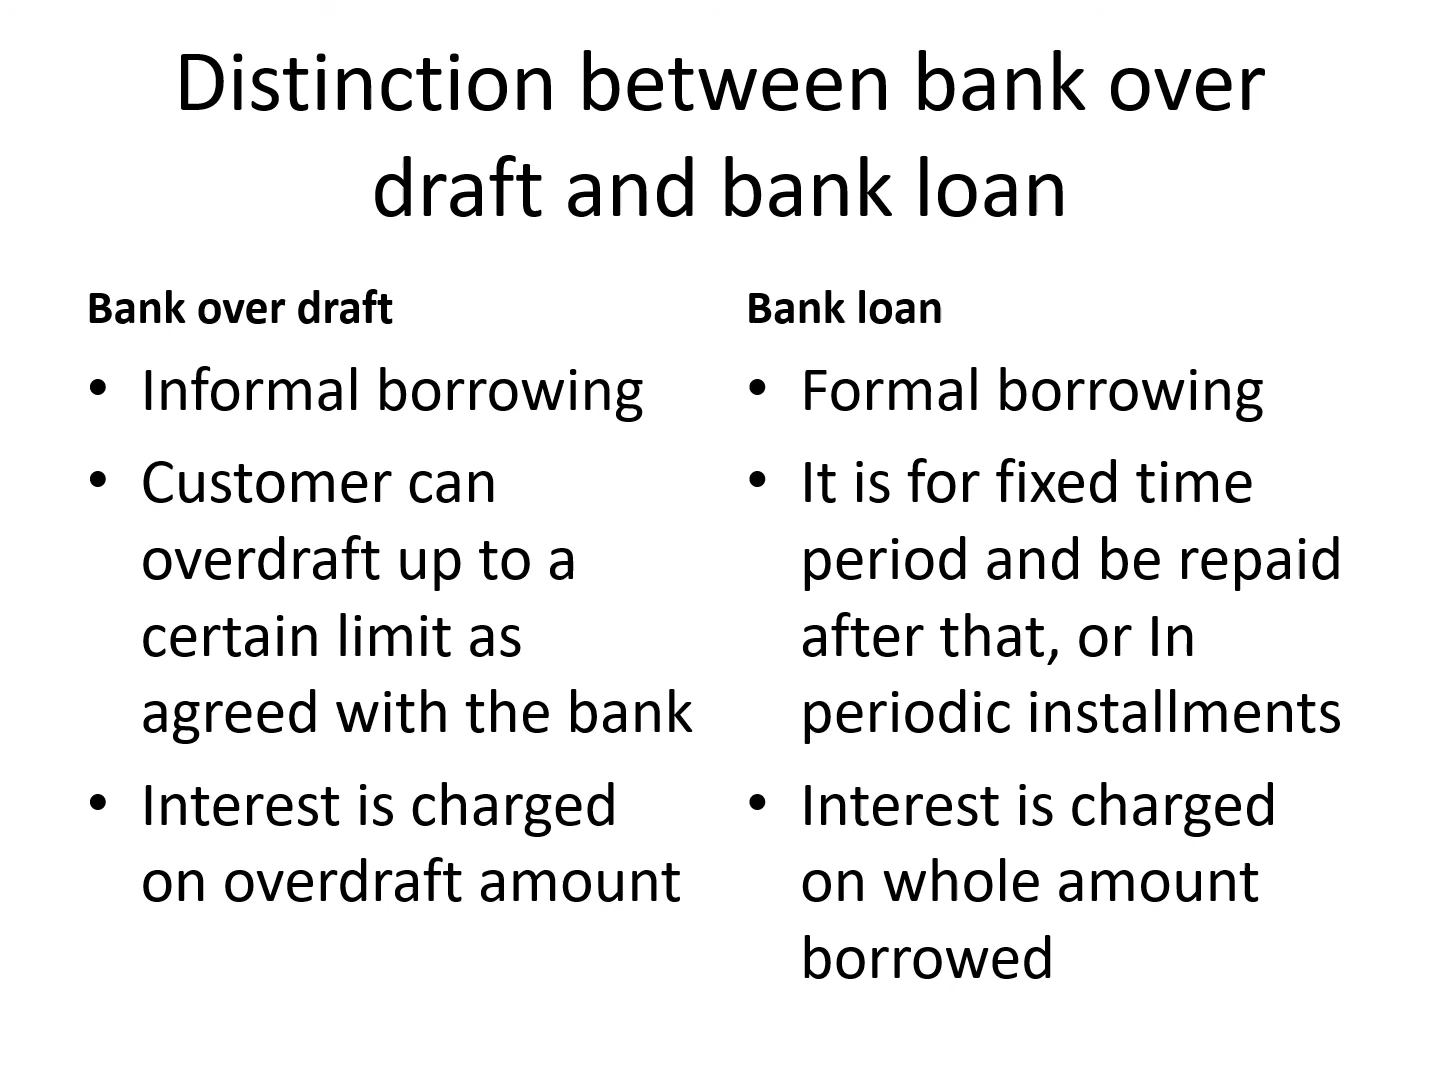 Distinction between bank over
draft and bank loan
Bank over draft
• Informal borrowing
• Customer can
overdraft up to a
certain limit as
agreed with the bank
• Interest is charged
on overdraft amount
Bank loan
• Formal borrowing
• It is for fixed time
period and be repaid
after that, or In
periodic installments
• Interest is charged
on whole amount
borrowed